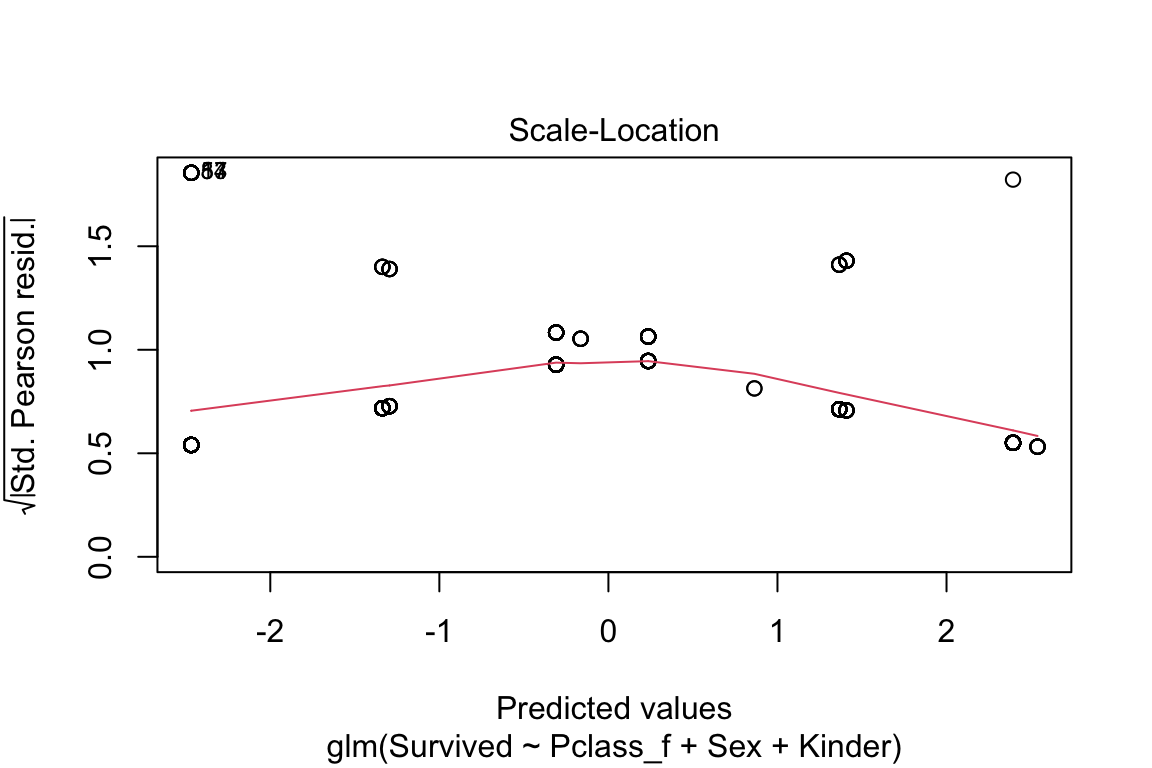 Scale-Location
√|Std. Pearson resid.|
1.5
1.0
0.5
0.0
-2 -1 0 1 2
Predicted values
glm(Survived ~ Pclass_f + Sex + Kinder)